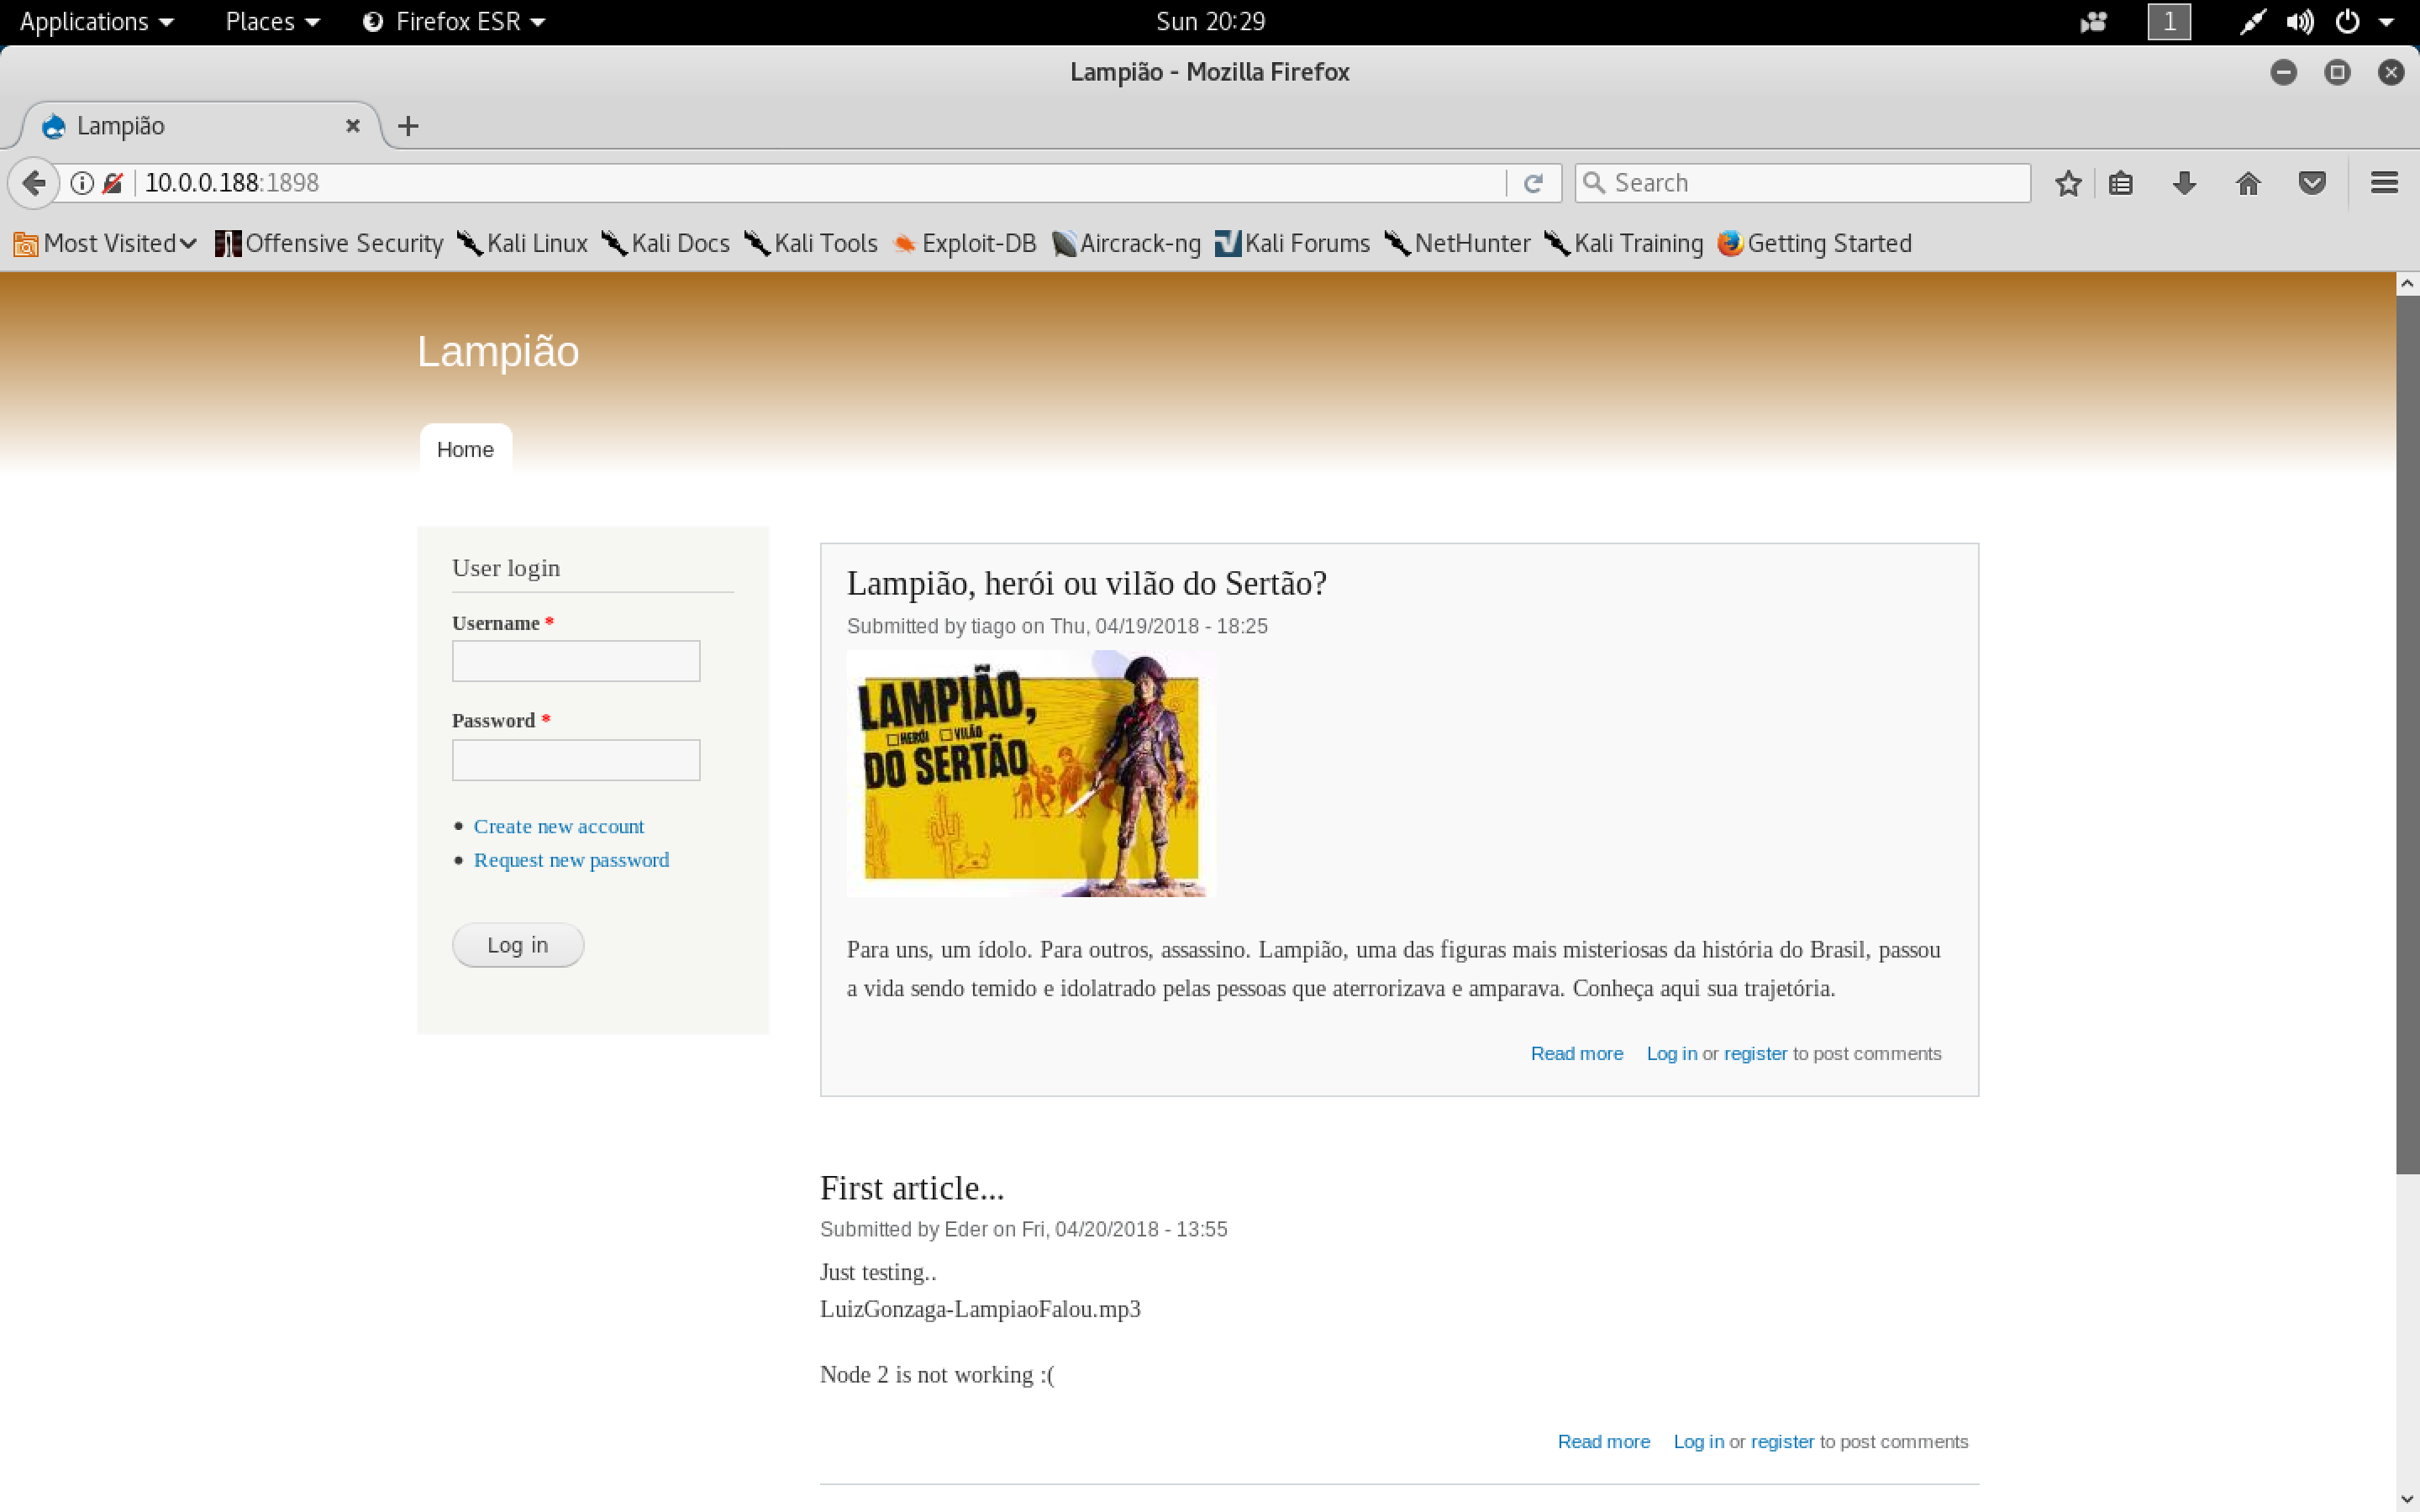 Applications Places Firefox ESR Sun 20:29 1
Lampião - Mozilla Firefox
Lampião
10.0.0.188:1898 Search
Most Visited Offensive Security Kali Linux Kali Docs Kali Tools Exploit-DB Aircrack-ng Kali Forums NetHunter Kali Training Getting Started
Lampião
Home
User login
Username *
Password *
Create new account
Request new password
Log in
Lampião, herói ou vilão do Sertão?
Submitted by tiago on Thu, 04/19/2018 - 18:25
LAMPIÃO,
HERÓI VILÃO
DO SERTÃO
Para uns, um ídolo. Para outros, assassino. Lampião, uma das figuras mais misteriosas da história do Brasil, passou
a vida sendo temido e idolatrado pelas pessoas que aterrorizava e amparava. Conheça aqui sua trajetória.
Read more Log in or register to post comments
First article...
Submitted by Eder on Fri, 04/20/2018 - 13:55
Just testing..
LuizGonzaga-LampiaoFalou.mp3
Node 2 is not working :(
Read more Log in or register to post comments